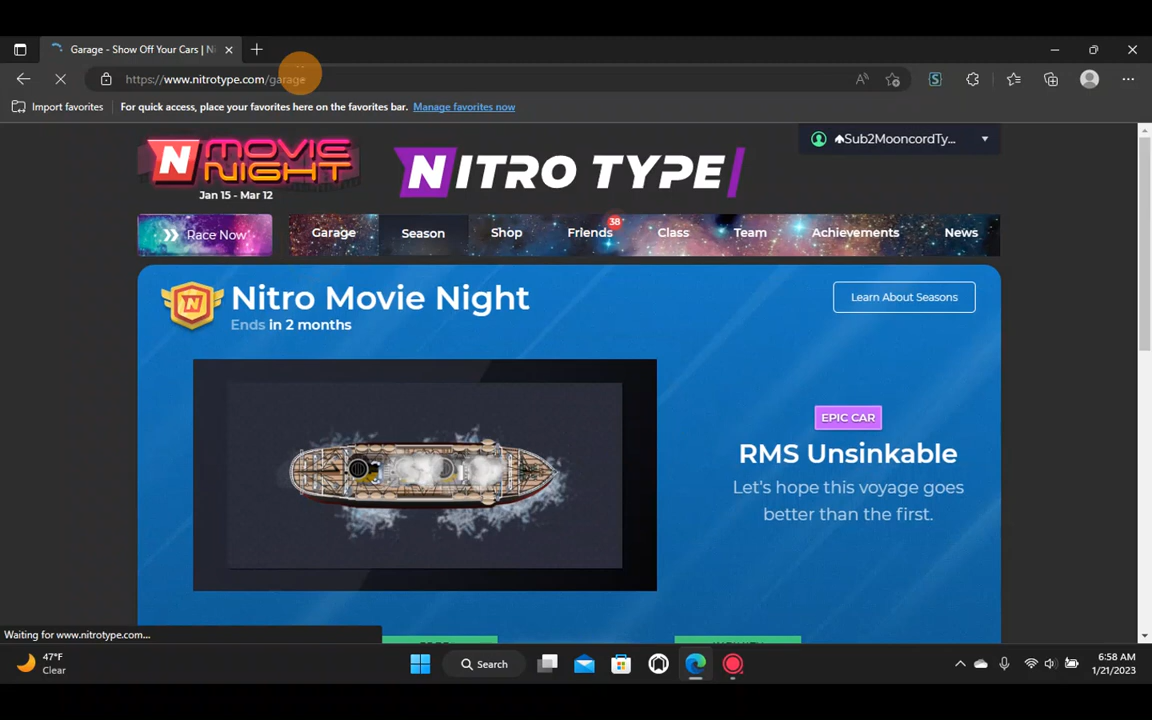 Garage - Show Off Your Cars | Ni
https://www.nitrotype.com/garage
Import favorites
For quick access, place your favorites here on the favorites bar. Manage favorites now
N MOVIE NIGHT
Jan 15 - Mar 12
NITRO TYPE
♠Sub2MooncordTy...
Race Now
Garage
Season
Shop
Friends
38
Class
Team
Achievements
News
N
Nitro Movie Night
Ends in 2 months
Learn About Seasons
EPIC CAR
RMS Unsinkable
Let's hope this voyage goes
better than the first.
Waiting for www.nitrotype.com...
47°F
Clear
Search
6:58 AM
1/21/2023